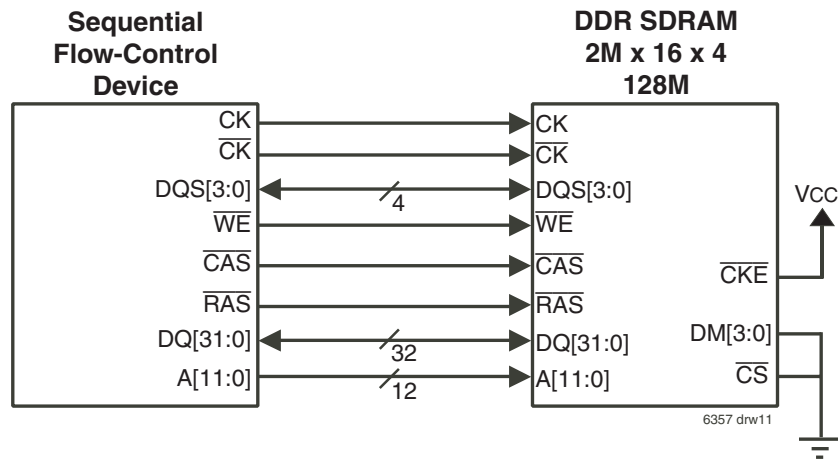 Sequential
Flow-Control
Device
DDR SDRAM
2M x 16 x 4
128M
CK
CK
CK
CK
DQS[3:0]
4
DQS[3:0]
WE
WE
CAS
CAS
RAS
RAS
DQ[31:0]
32
DQ[31:0]
A[11:0]
12
A[11:0]
VCC
CKE
DM[3:0]
CS
6357 drw11